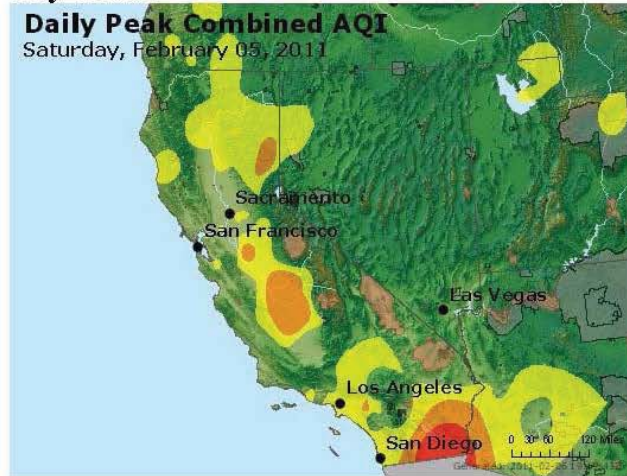 Daily Peak Combined AQI
Saturday, February 05, 2011
Sacramento
San Francisco
Las Vegas
Los Angeles
San Diego
0 30 60 120 Miles
Generated: